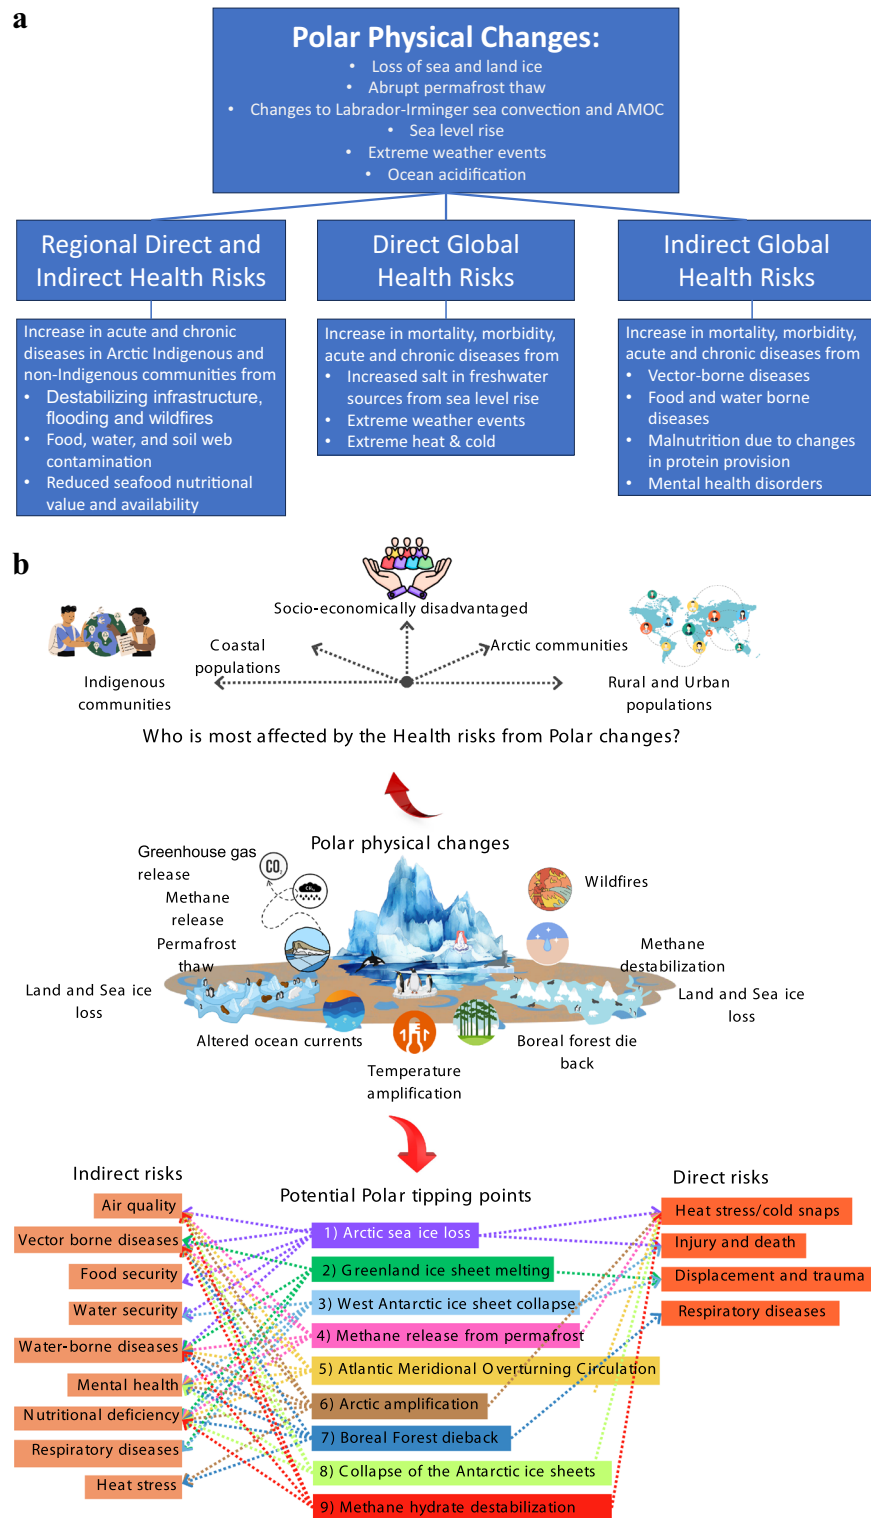 a
Polar Physical Changes:
• Loss of sea and land ice
• Abrupt permafrost thaw
• Changes to Labrador-Irminger sea convection and AMOC
• Sea level rise
• Extreme weather events
• Ocean acidification
Regional Direct and
Indirect Health Risks
Increase in acute and chronic
diseases in Arctic Indigenous and
non-Indigenous communities from
• Destabilizing infrastructure,
flooding and wildfires
• Food, water, and soil web
contamination
• Reduced seafood nutritional
value and availability
Direct Global
Health Risks
Increase in mortality, morbidity,
acute and chronic diseases from
• Increased salt in freshwater
sources from sea level rise
• Extreme weather events
• Extreme heat & cold
Indirect Global
Health Risks
Increase in mortality, morbidity,
acute and chronic diseases from
• Vector-borne diseases
• Food and water borne
diseases
• Malnutrition due to changes
in protein provision
• Mental health disorders
b
Socio-economically disadvantaged
Coastal
populations
Arctic communities
Indigenous
communities
Rural and Urban
populations
Who is most affected by the Health risks from Polar changes?
Polar physical changes
Greenhouse gas
release
CO2
Methane
release
CH4
Permafrost
thaw
Wildfires
Methane
destabilization
Land and Sea ice
loss
Land and Sea ice
loss
Altered ocean currents
Boreal forest die
back
Temperature
amplification
Indirect risks
Air quality
Vector borne diseases
Food security
Water security
Water-borne diseases
Mental health
Nutritional deficiency
Respiratory diseases
Heat stress
Potential Polar tipping points
1) Arctic sea ice loss
2) Greenland ice sheet melting
3) West Antarctic ice sheet collapse
4) Methane release from permafrost
5) Atlantic Meridional Overturning Circulation
6) Arctic amplification
7) Boreal Forest dieback
8) Collapse of the Antarctic ice sheets
9) Methane hydrate destabilization
Direct risks
Heat stress/cold snaps
Injury and death
Displacement and trauma
Respiratory diseases